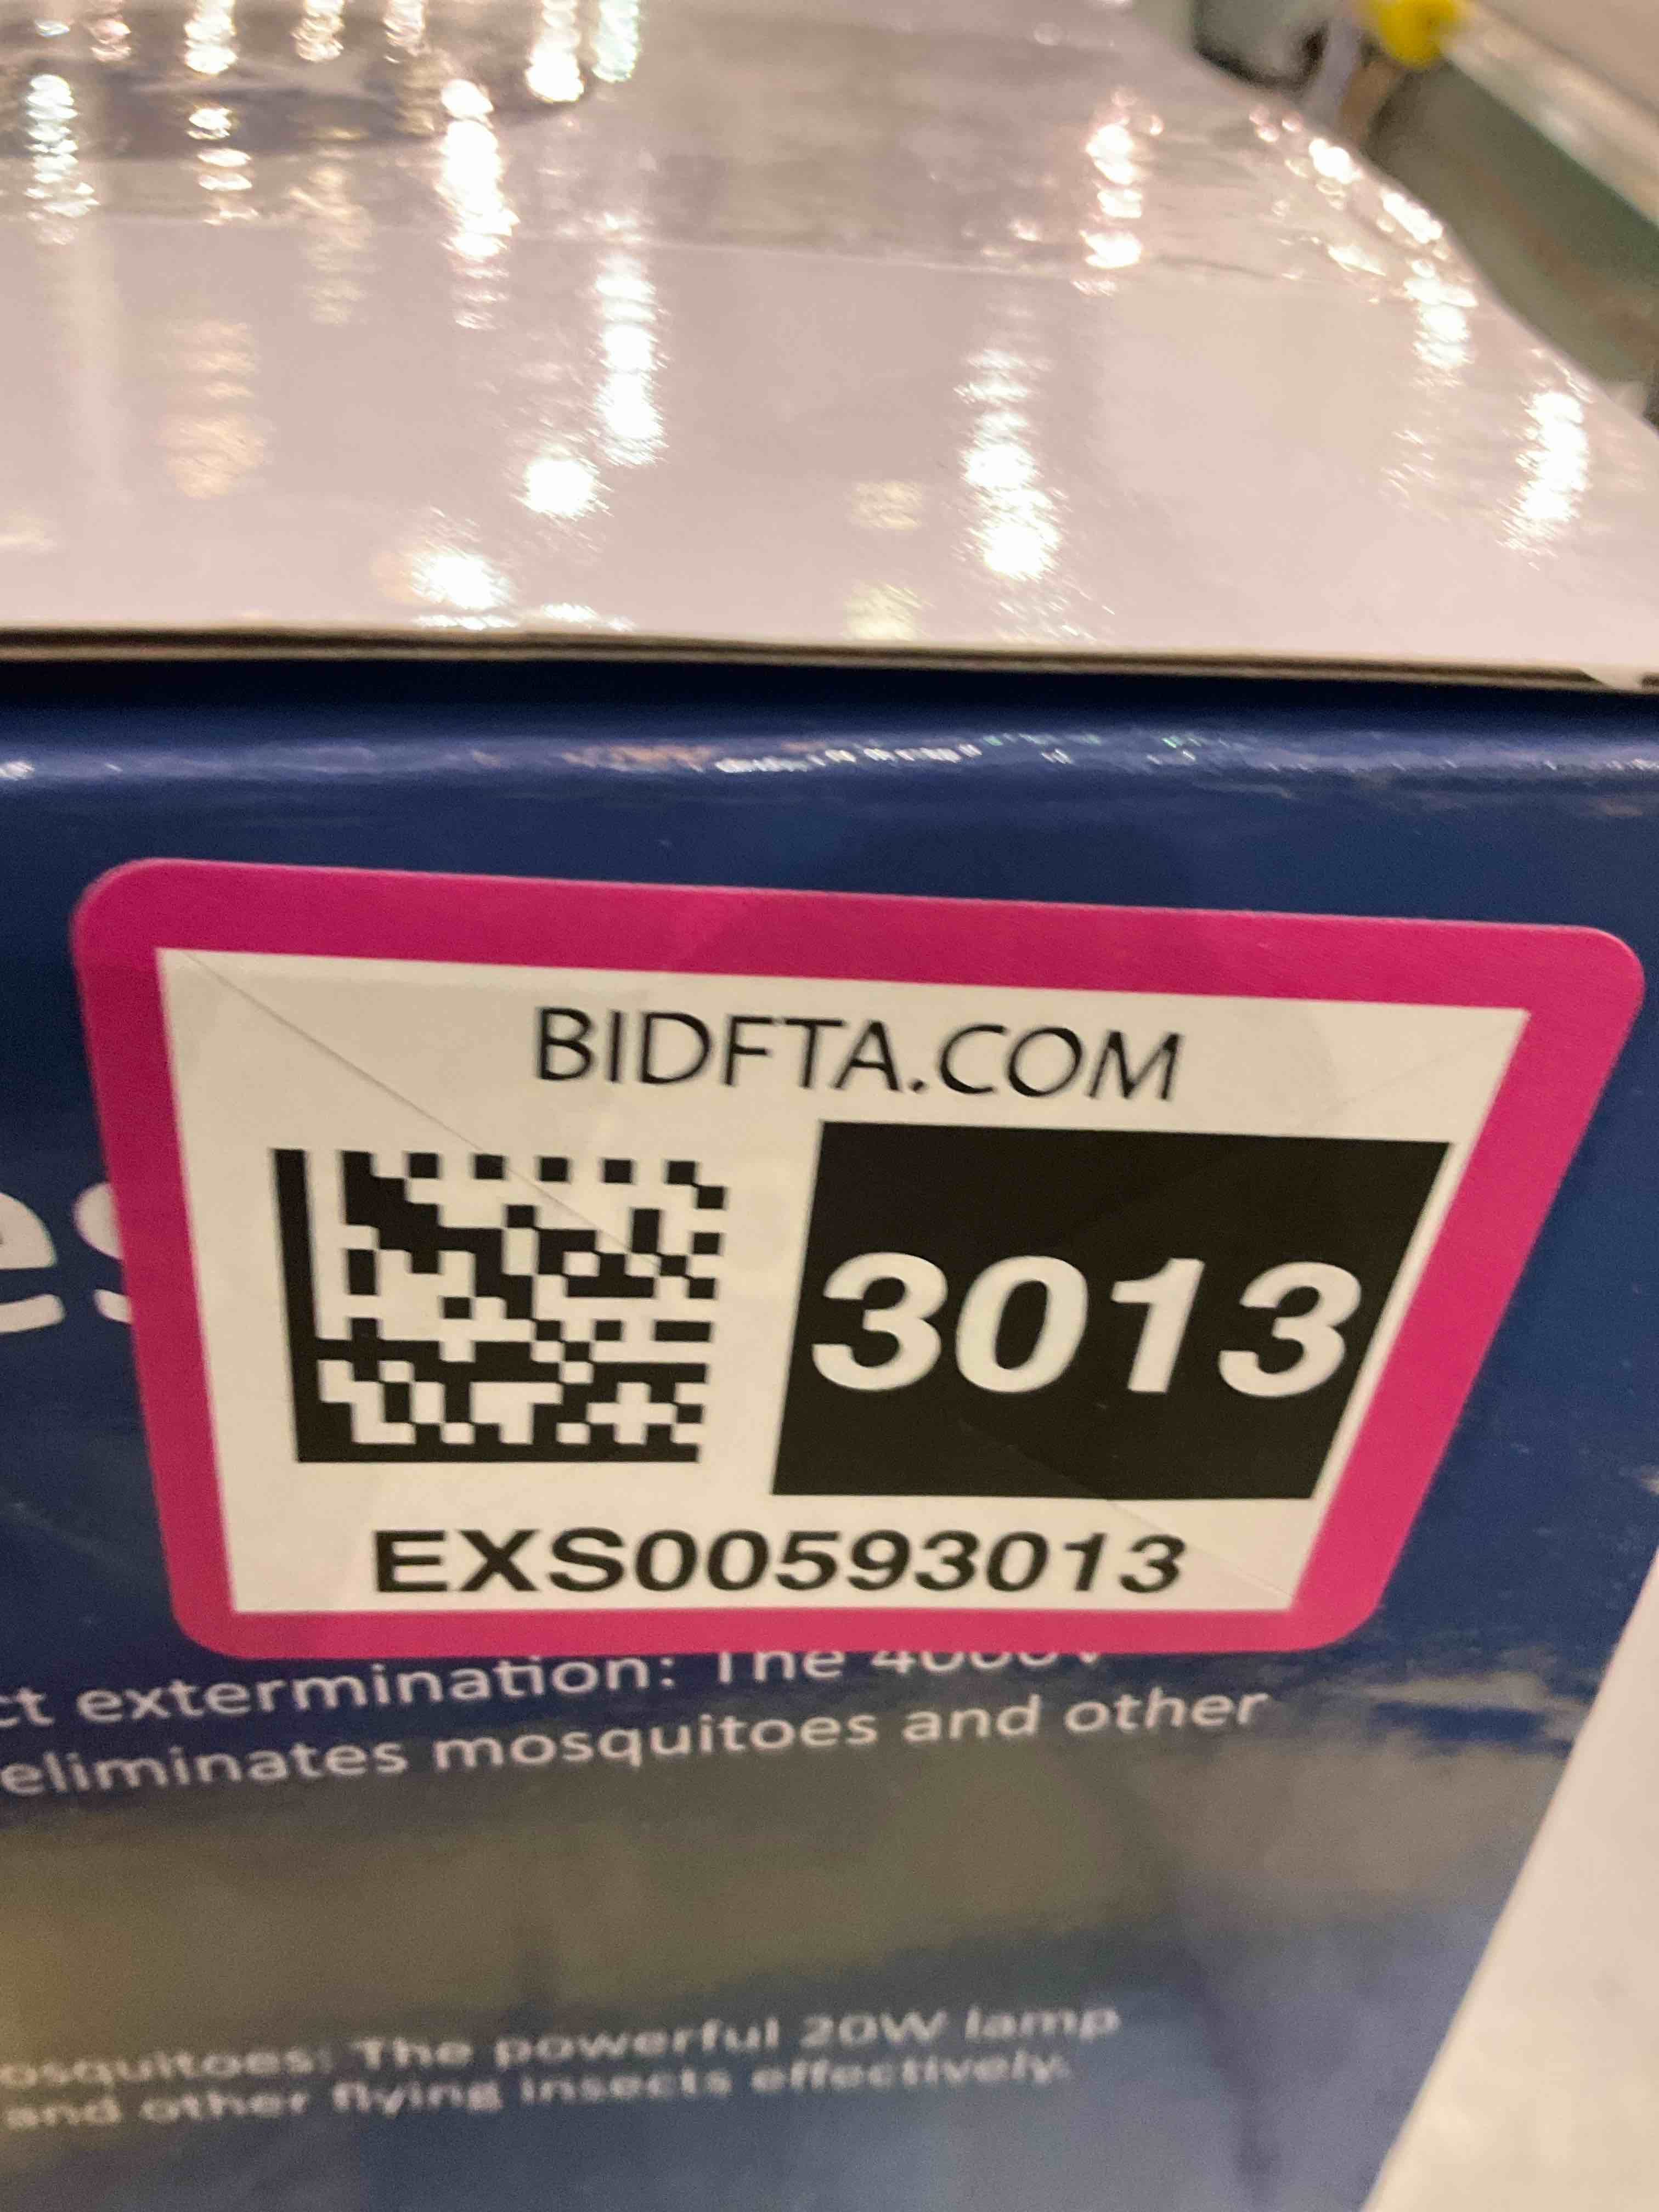 BIDFTA.COM
3013
EXS00593013
es
ct extermination: The 4000V
eliminates mosquitoes and other
osquitoes: The powerful 20W lamp
and other flying insects effectively.